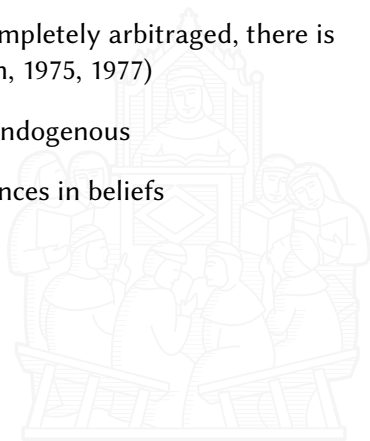 mpletely arbitraged, there is
, 1975, 1977)
ndogenous
nces in beliefs